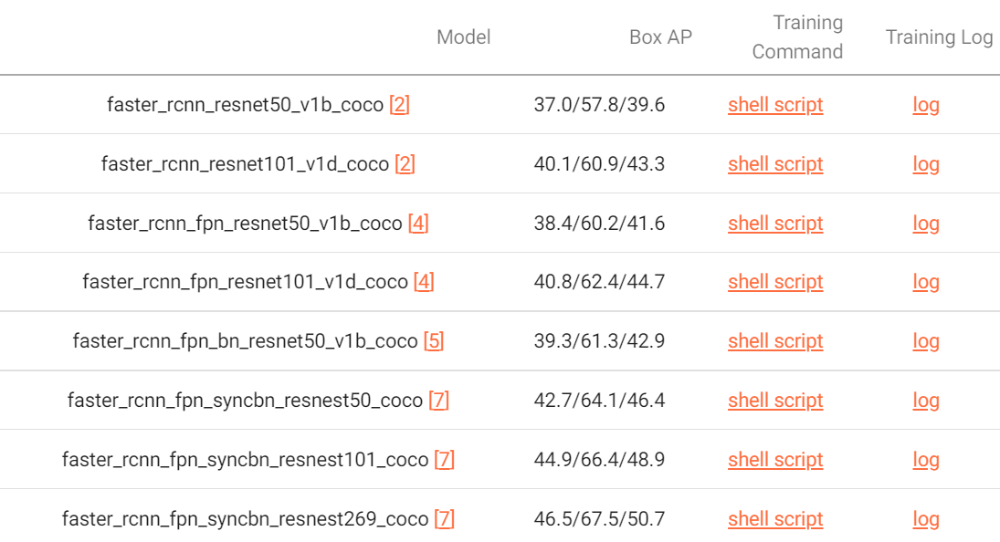 Model Box AP Training Command Training Log
faster_rcnn_resnet50_v1b_coco [2] 37.0/57.8/39.6 shell script log
faster_rcnn_resnet101_v1d_coco [2] 40.1/60.9/43.3 shell script log
faster_rcnn_fpn_resnet50_v1b_coco [4] 38.4/60.2/41.6 shell script log
faster_rcnn_fpn_resnet101_v1d_coco [4] 40.8/62.4/44.7 shell script log
faster_rcnn_fpn_bn_resnet50_v1b_coco [5] 39.3/61.3/42.9 shell script log
faster_rcnn_fpn_syncbn_resnest50_coco [7] 42.7/64.1/46.4 shell script log
faster_rcnn_fpn_syncbn_resnest101_coco [7] 44.9/66.4/48.9 shell script log
faster_rcnn_fpn_syncbn_resnest269_coco [7] 46.5/67.5/50.7 shell script log